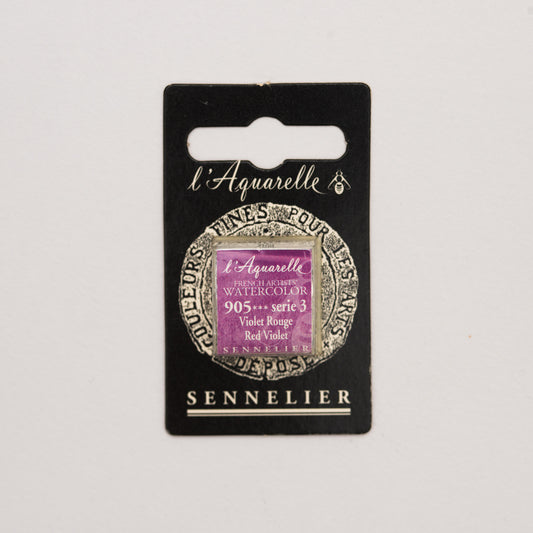 l'Aquarelle
COULEURS FINES POUR LES ARTS
DÉPOSÉ
l'Aquarelle
FRENCH ARTISTS'
WATERCOLOR
905*** serie 3
Violet Rouge
Red Violet
SENNELIER
SENNELIER